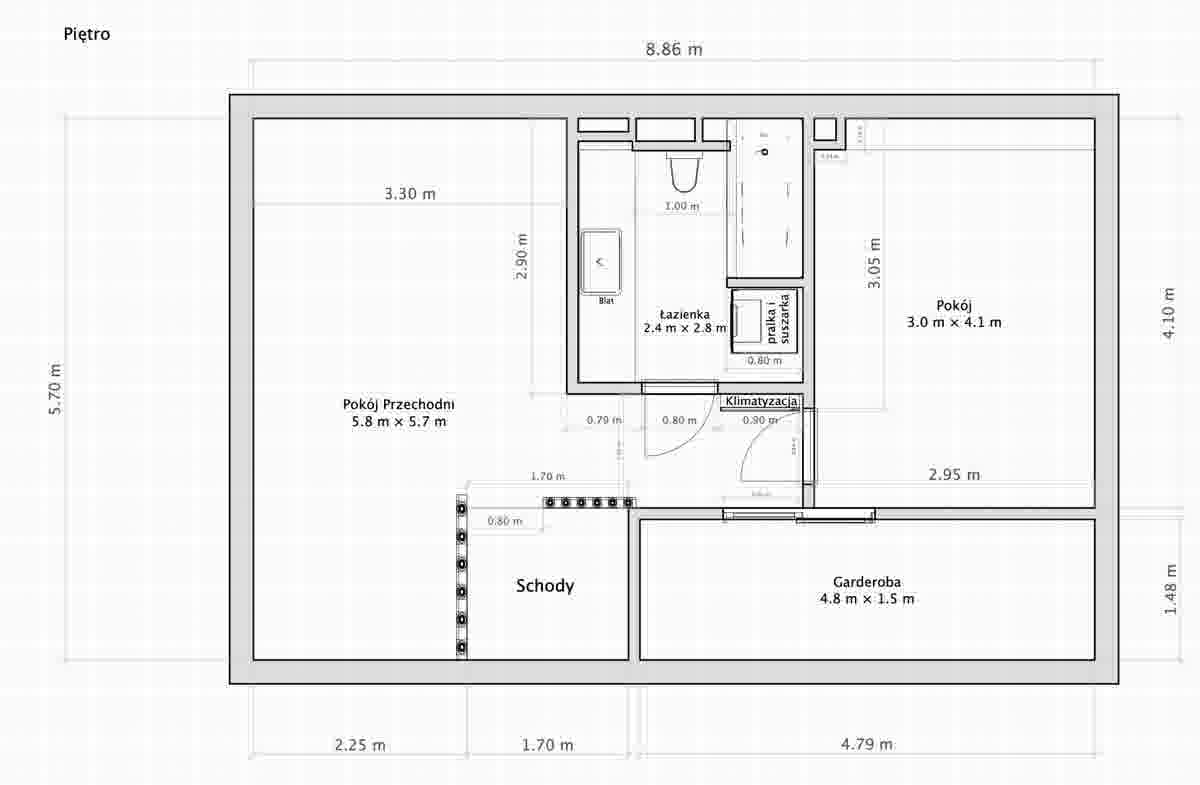 Piętro
8.86 m
3.30 m
1.00 m
2.90 m
3.05 m
Blat
Łazienka
2.4 m × 2.8 m
pralka i
suszarka
0.80 m
Pokój
3.0 m × 4.1 m
4.10 m
5.70 m
Pokój Przechodni
5.8 m × 5.7 m
Klimatyzacja
0.79 m
0.80 m
0.90 m
1.70 m
2.95 m
0.80 m
Schody
Garderoba
4.8 m × 1.5 m
1.48 m
2.25 m
1.70 m
4.79 m